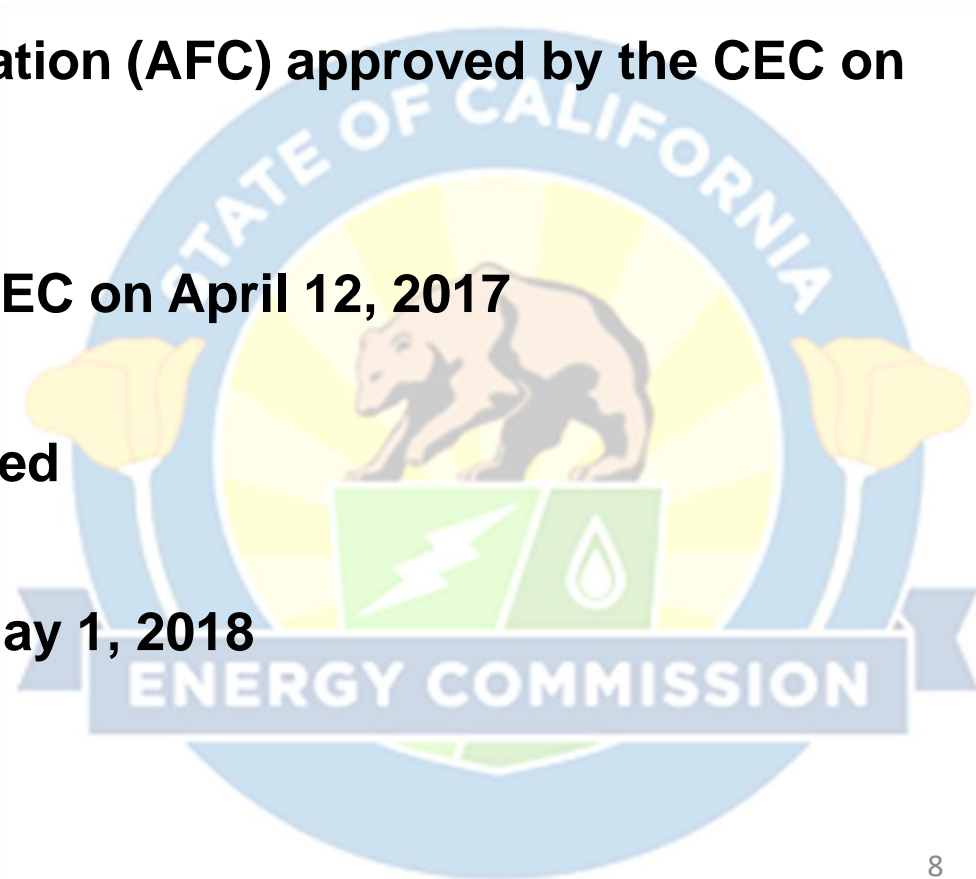 ation (AFC) approved by the CEC on
STATE OF CALIFORNIA
EC on April 12, 2017
ed
ay 1, 2018
ENERGY COMMISSION
8